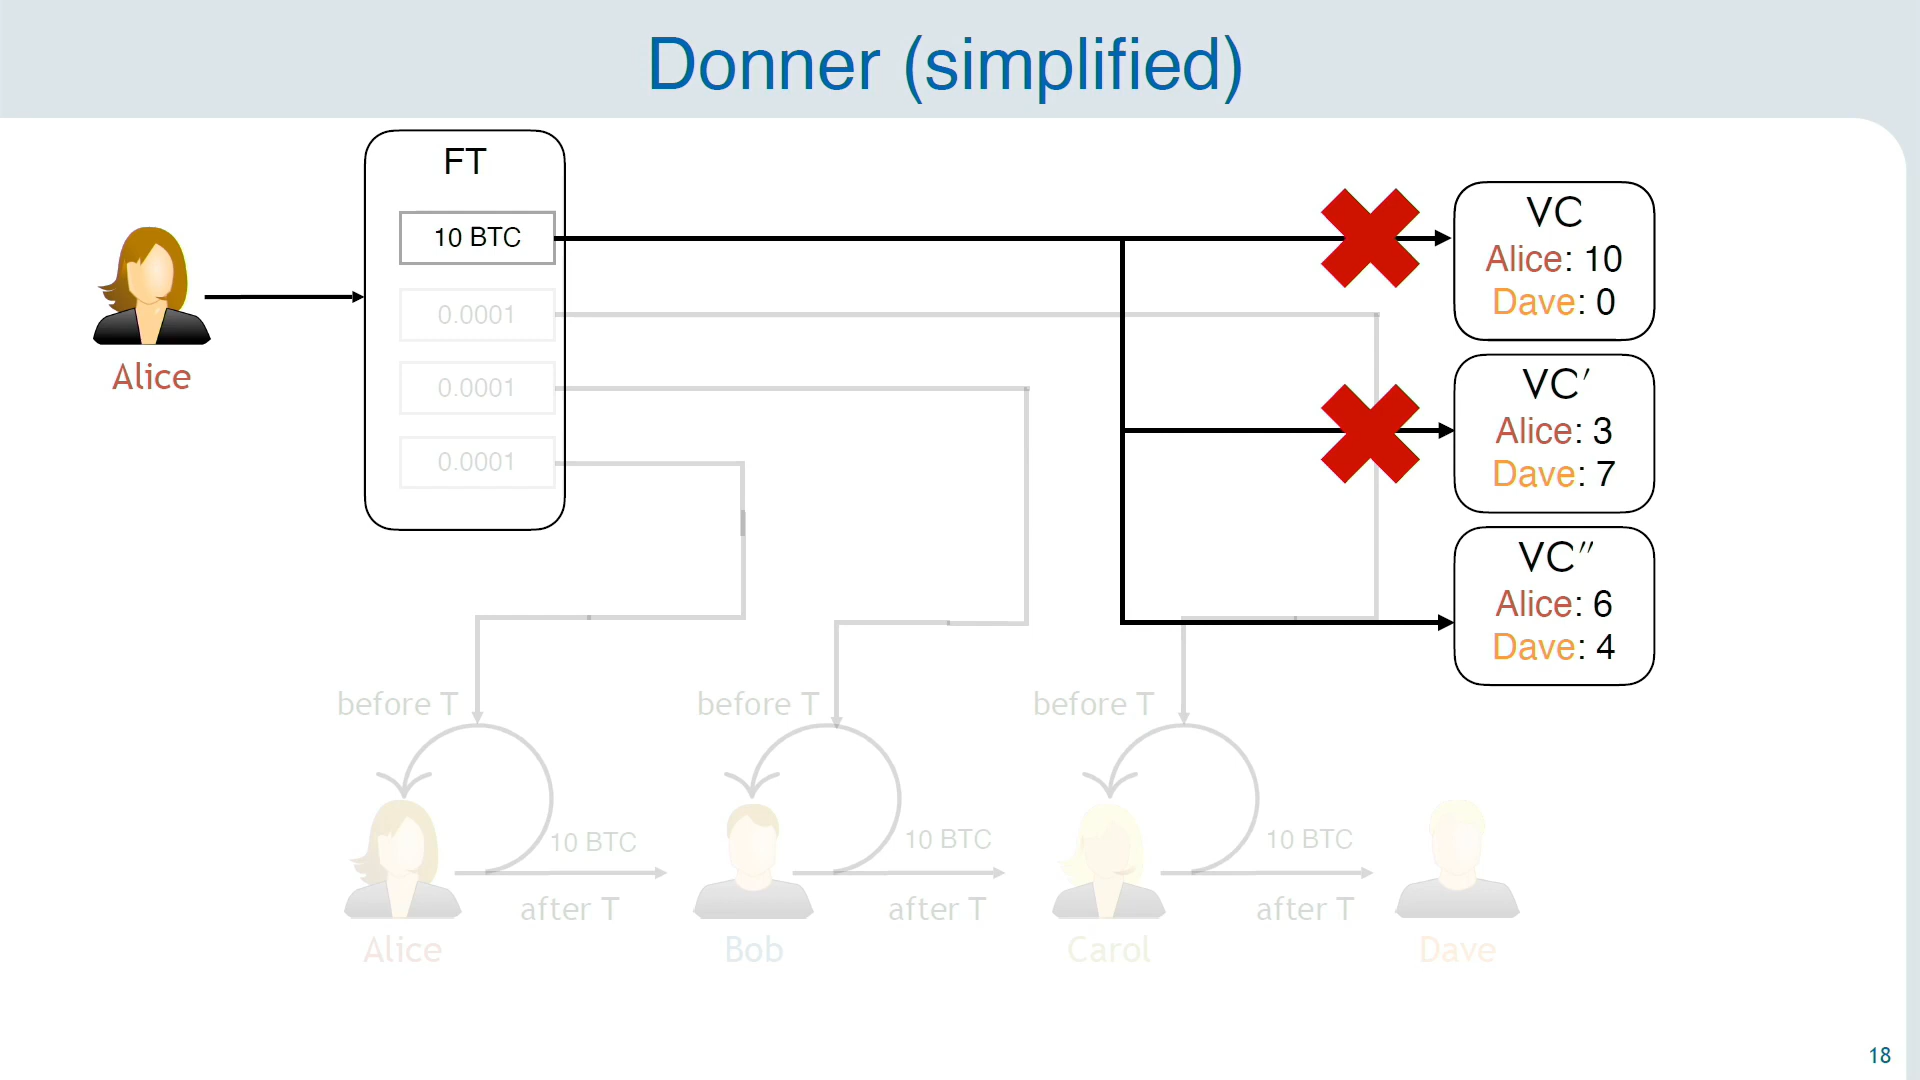 Donner (simplified)
FT
10 BTC
0.0001
0.0001
0.0001
Alice
VC
Alice: 10
Dave: 0
VC′
Alice: 3
Dave: 7
VC′′
Alice: 6
Dave: 4
before T
before T
before T
10 BTC
10 BTC
10 BTC
after T
after T
after T
Alice
Bob
Carol
Dave
18